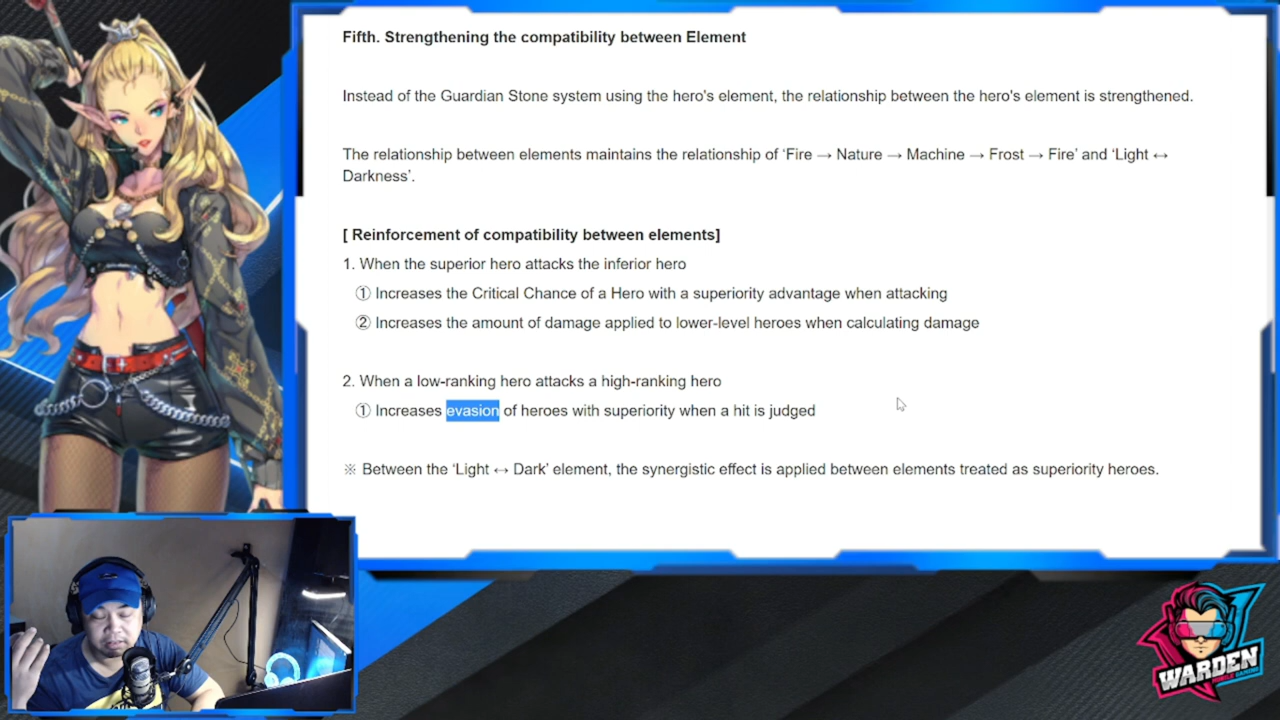 Fifth. Strengthening the compatibility between Element
Instead of the Guardian Stone system using the hero's element, the relationship between the hero's element is strengthened.
The relationship between elements maintains the relationship of ‘Fire → Nature → Machine → Frost → Fire’ and ‘Light ↔
Darkness’.
[ Reinforcement of compatibility between elements]
1. When the superior hero attacks the inferior hero
① Increases the Critical Chance of a Hero with a superiority advantage when attacking
② Increases the amount of damage applied to lower-level heroes when calculating damage
2. When a low-ranking hero attacks a high-ranking hero
① Increases evasion of heroes with superiority when a hit is judged
※ Between the ‘Light ↔ Dark’ element, the synergistic effect is applied between elements treated as superiority heroes.
WARDEN
MOBILE GAMING